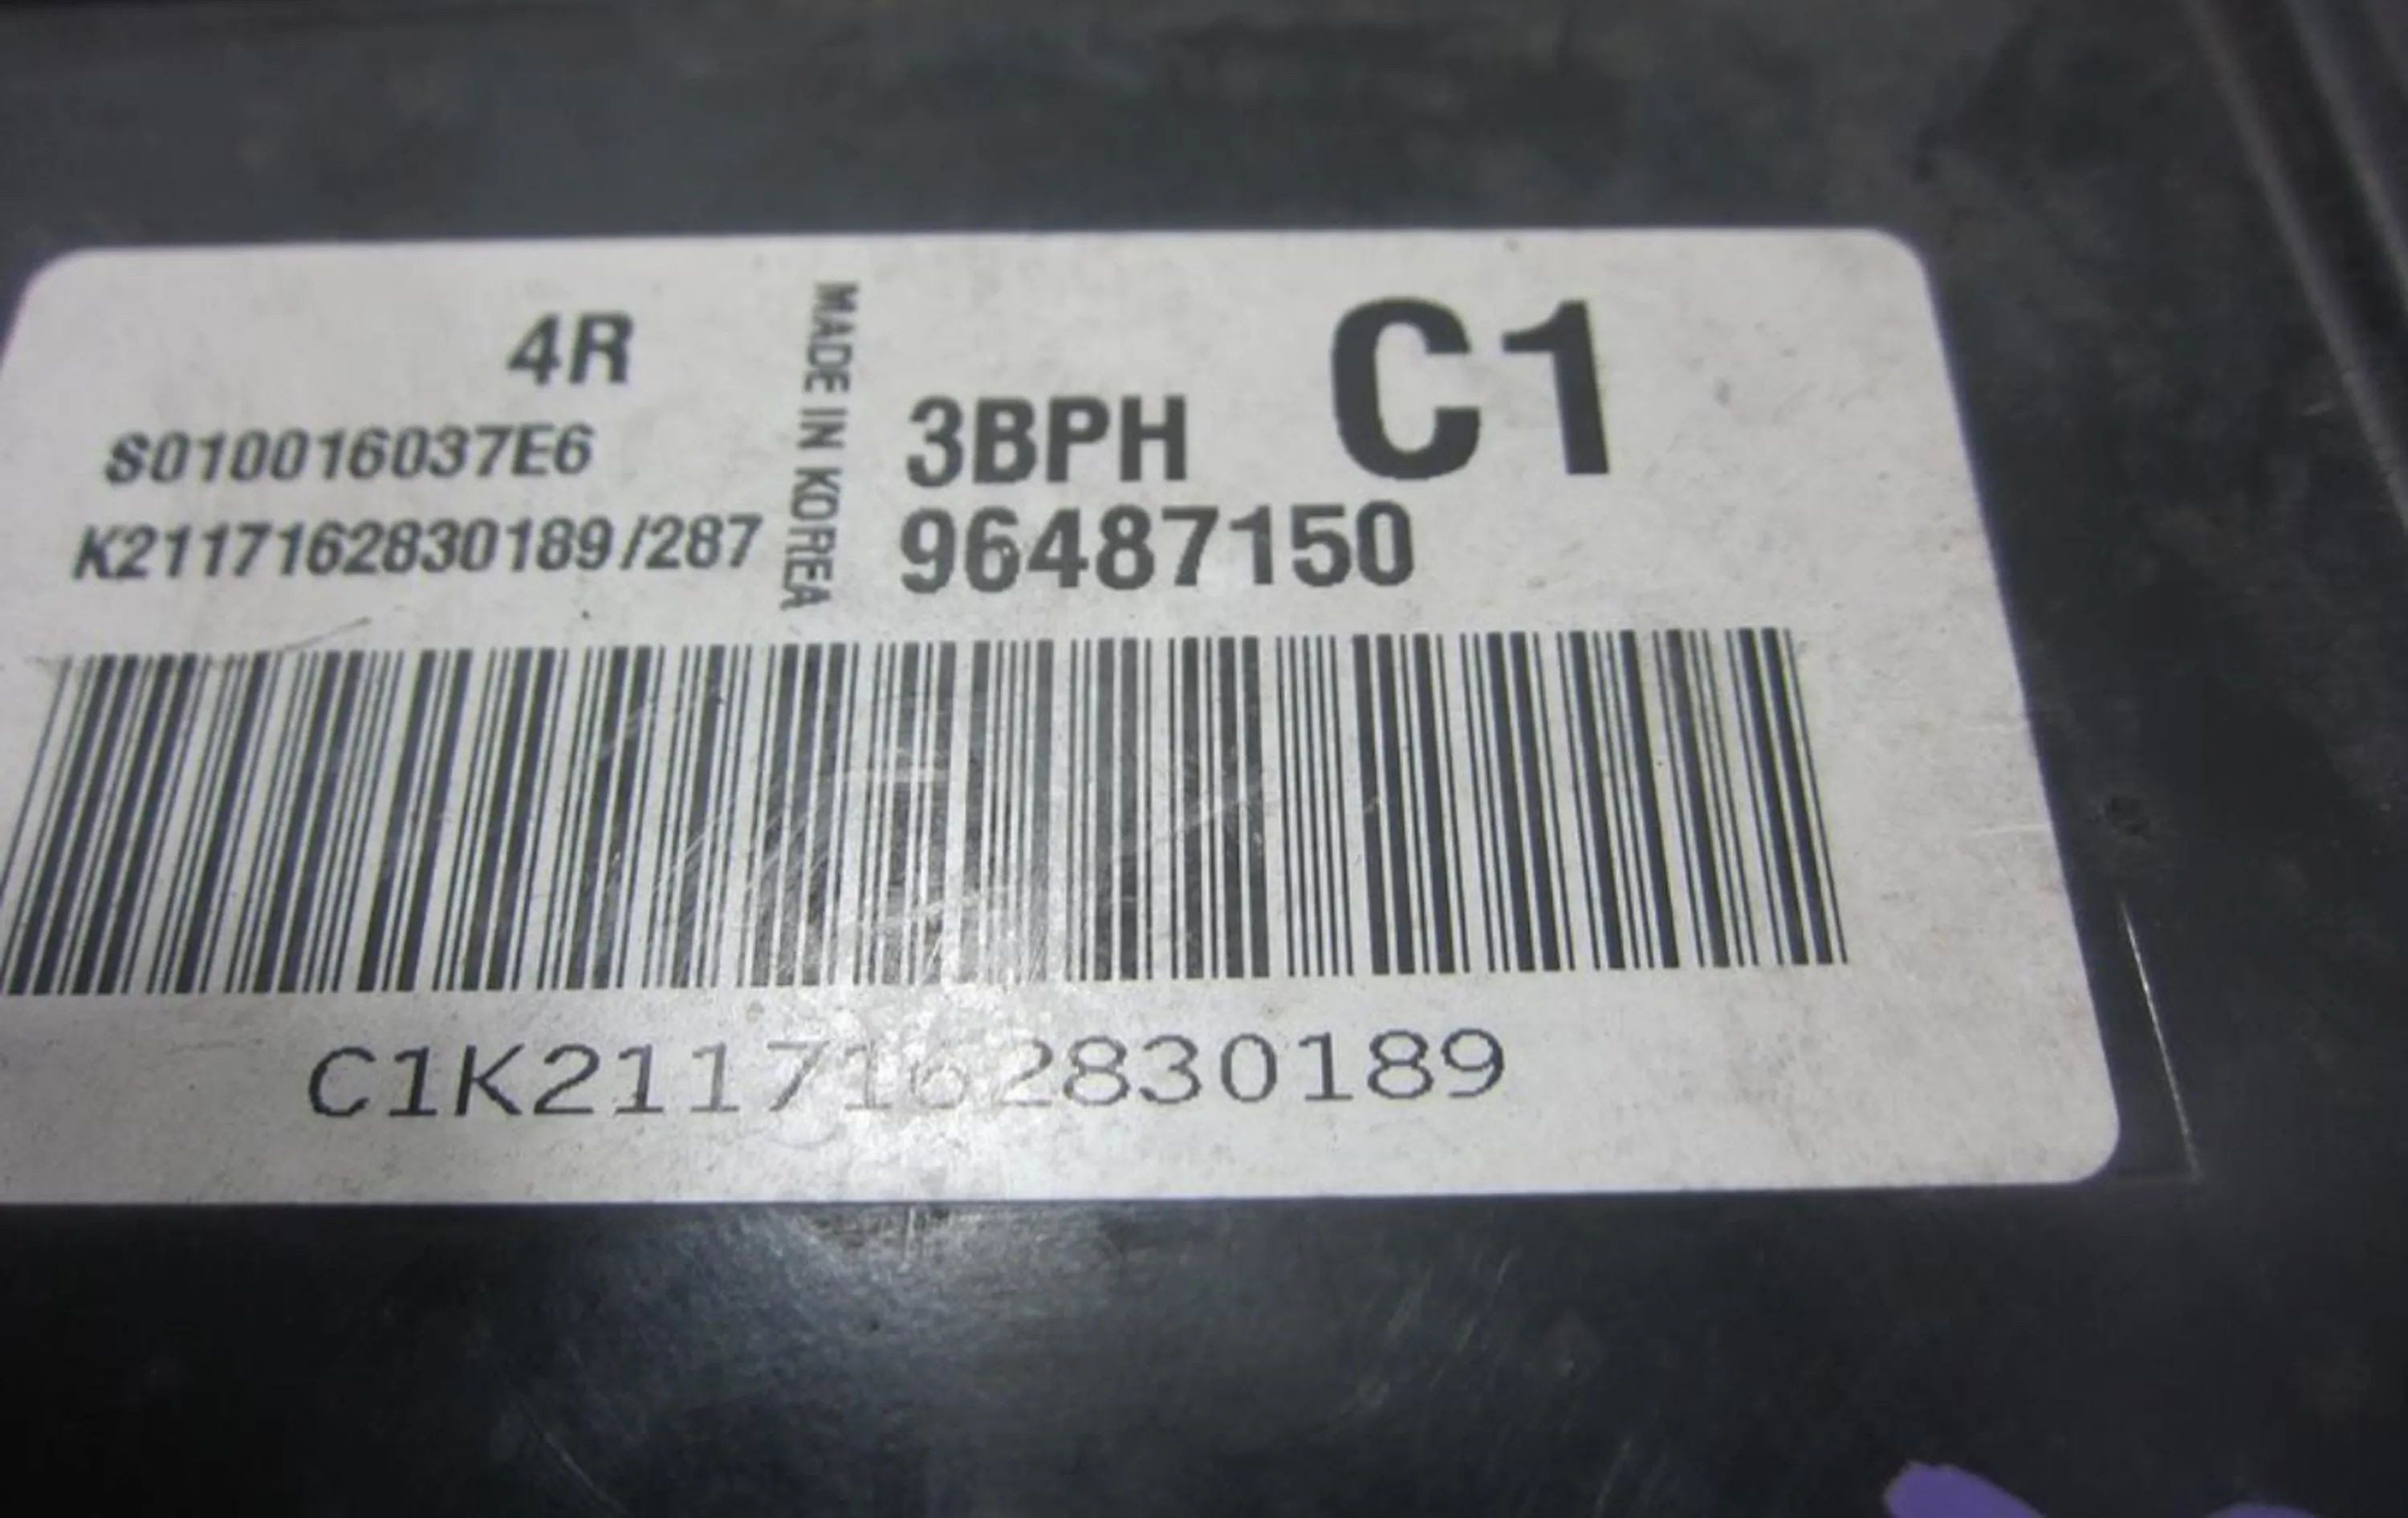 4R
S010016037E6
K2117162830189/287
MADE IN KOREA
3BPH C1
96487150
C1K2117162830189